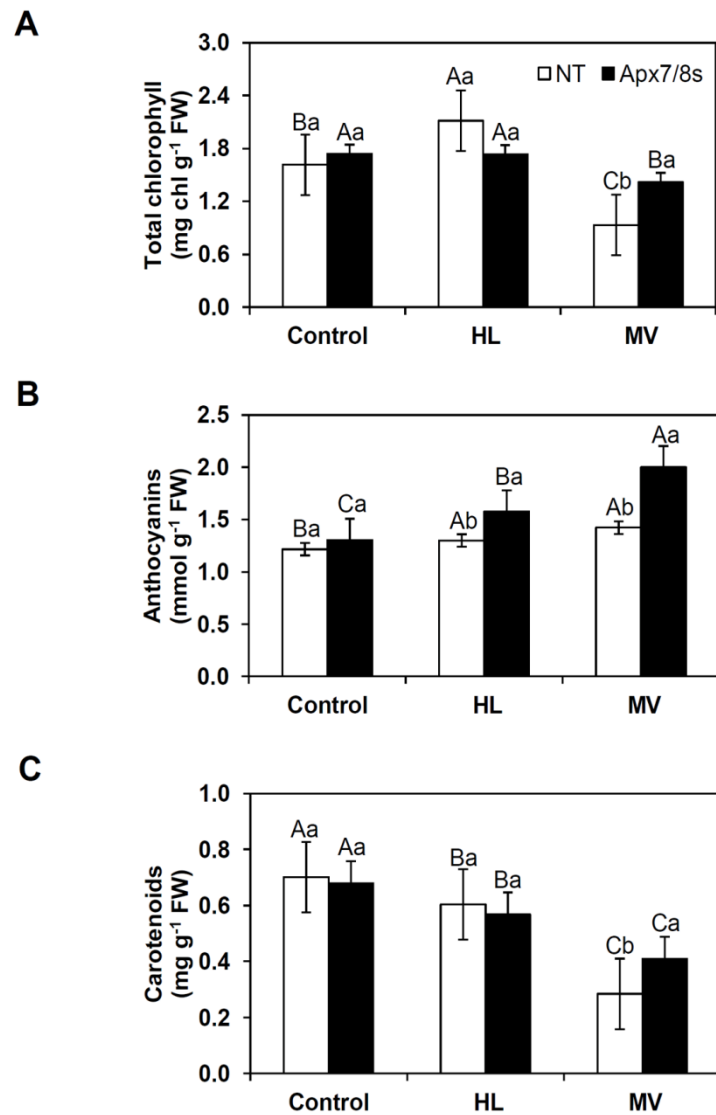 A
Total chlorophyll
(mg chl g⁻¹ FW)
3.0
2.4
1.8
1.2
0.6
0.0
NT Apx7/8s
Ba Aa Aa Aa Cb Ba
Control HL MV
B
Anthocyanins
(mmol g⁻¹ FW)
2.5
2.0
1.5
1.0
0.5
0.0
Ba Ca Ab Ba Ab Aa
Control HL MV
C
Carotenoids
(mg g⁻¹ FW)
1.0
0.8
0.6
0.4
0.2
0.0
Aa Aa Ba Ba Cb Ca
Control HL MV